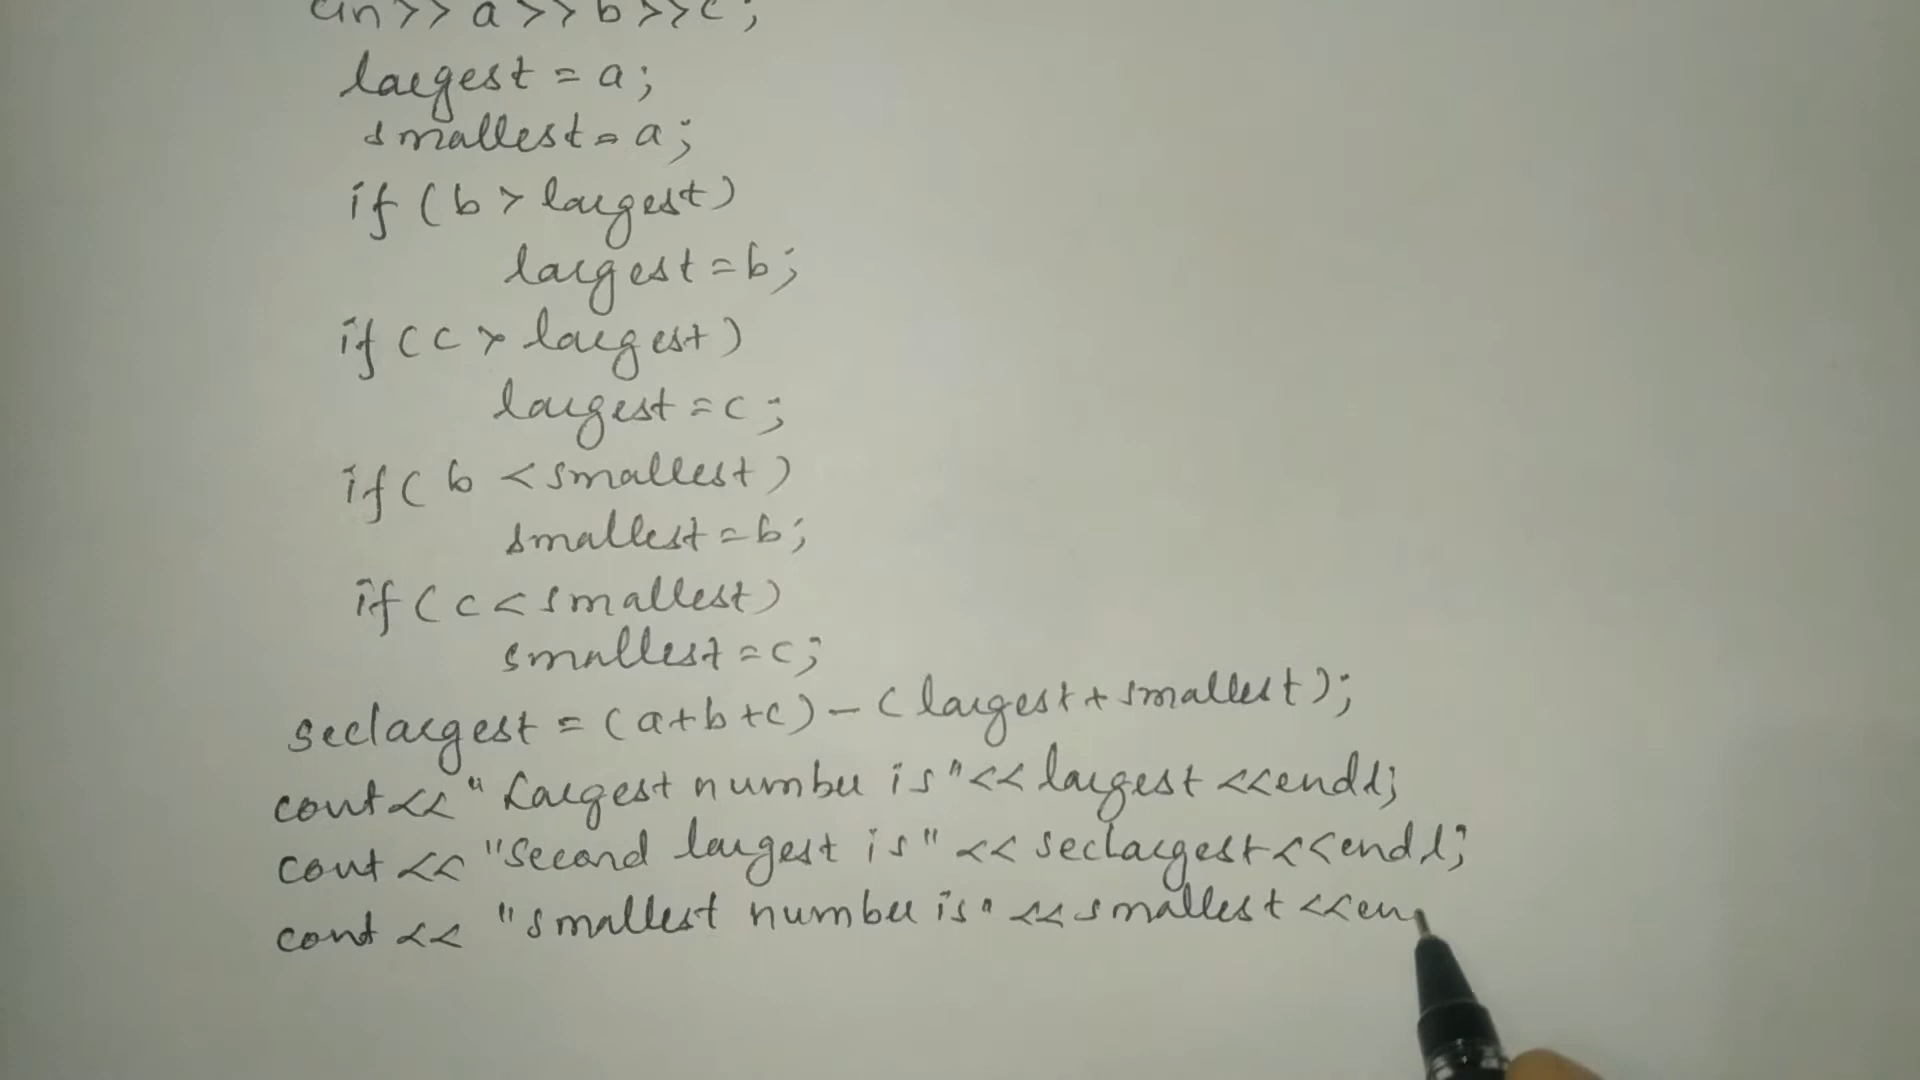 cin>>a>>b>>c;
largest = a;
smallest = a;
if (b > largest)
largest = b;
if (c > largest)
largest = c;
if ( b < smallest )
smallest = b;
if ( c < smallest)
smallest = c;
seclargest = (a+b+c) - ( largest + smallest );
cout << "Largest number is" << largest << endl;
cout << "Second largest is" << seclargest << endl;
cout << "smallest number is" << smallest << en